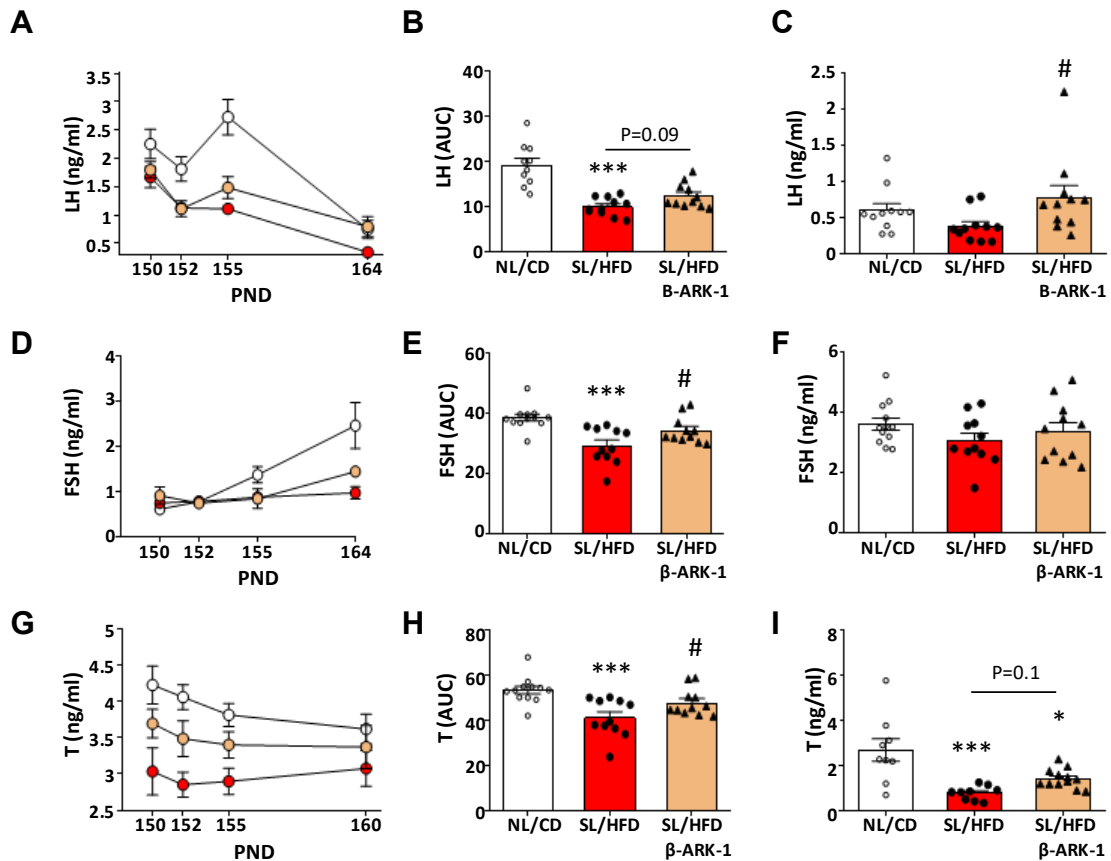 A
LH (ng/ml)
3.5
3
2.5
2
1.5
1
0.5
150 152 155 164
PND
B
LH (AUC)
40
30
20
10
0
***
P=0.09
NL/CD SL/HFD SL/HFD
B-ARK-1
C
LH (ng/ml)
2.5
2
1.5
1
0.5
0
#
NL/CD SL/HFD SL/HFD
B-ARK-1
D
FSH (ng/ml)
4
3
2
1
0
150 152 155 164
PND
E
FSH (AUC)
60
40
20
0
***
#
NL/CD SL/HFD SL/HFD
β-ARK-1
F
FSH (ng/ml)
6
4
2
0
NL/CD SL/HFD SL/HFD
β-ARK-1
G
T (ng/ml)
5
4.5
4
3.5
3
2.5
150 152 155 160
PND
H
T (AUC)
80
60
40
20
0
***
#
NL/CD SL/HFD SL/HFD
β-ARK-1
I
T (ng/ml)
8
6
4
2
0
P=0.1
***
*
NL/CD SL/HFD SL/HFD
β-ARK-1